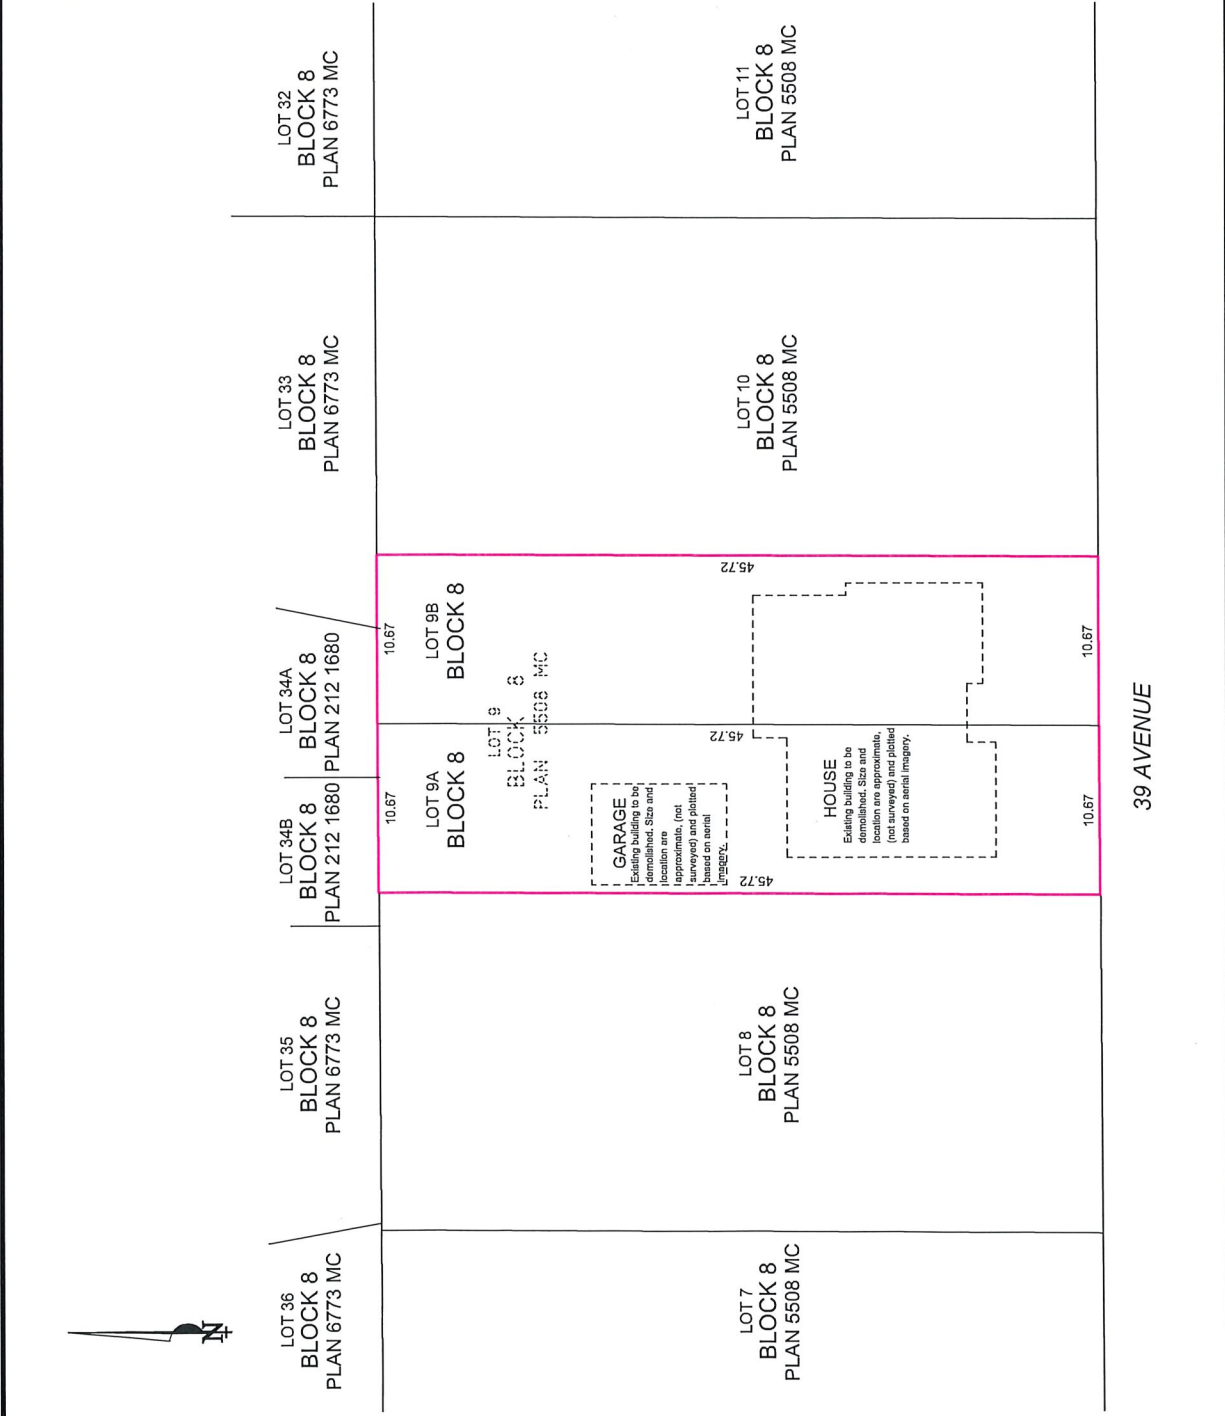 LOT 36
BLOCK 8
PLAN 6773 MC
LOT 35
BLOCK 8
PLAN 6773 MC
LOT 34B
BLOCK 8
PLAN 212 1680
LOT 34A
BLOCK 8
PLAN 212 1680
LOT 33
BLOCK 8
PLAN 6773 MC
LOT 32
BLOCK 8
PLAN 6773 MC
N
10.67
10.67
LOT 9A
BLOCK 8
LOT 9B
BLOCK 8
LOT 9
BLOCK 8
PLAN 5508 MC
GARAGE
Existing building to be
demolished. Size and
location are
approximate, (not
surveyed) and plotted
based on aerial
imagery.
45.72
45.72
45.72
LOT 7
BLOCK 8
PLAN 5508 MC
LOT 8
BLOCK 8
PLAN 5508 MC
LOT 10
BLOCK 8
PLAN 5508 MC
LOT 11
BLOCK 8
PLAN 5508 MC
HOUSE
Existing building to be
demolished. Size and
location are approximate,
(not surveyed) and plotted
based on aerial imagery.
10.67
10.67
39 AVENUE